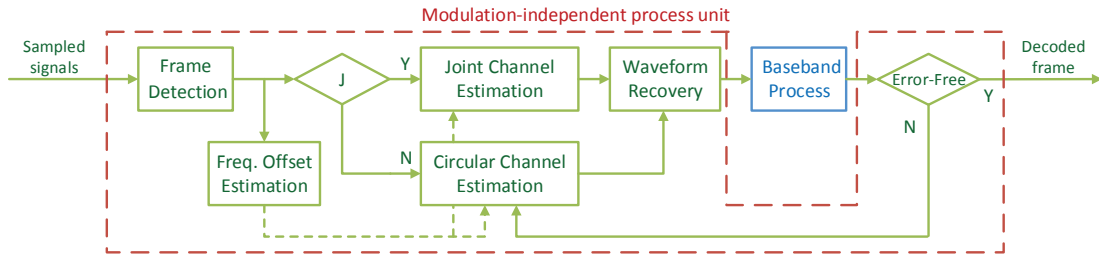 Modulation-independent process unit
Sampled
signals
Frame
Detection
J
Y
Joint Channel
Estimation
Waveform
Recovery
Baseband
Process
Error-Free
Y
Decoded
frame
N
N
Freq. Offset
Estimation
Circular Channel
Estimation